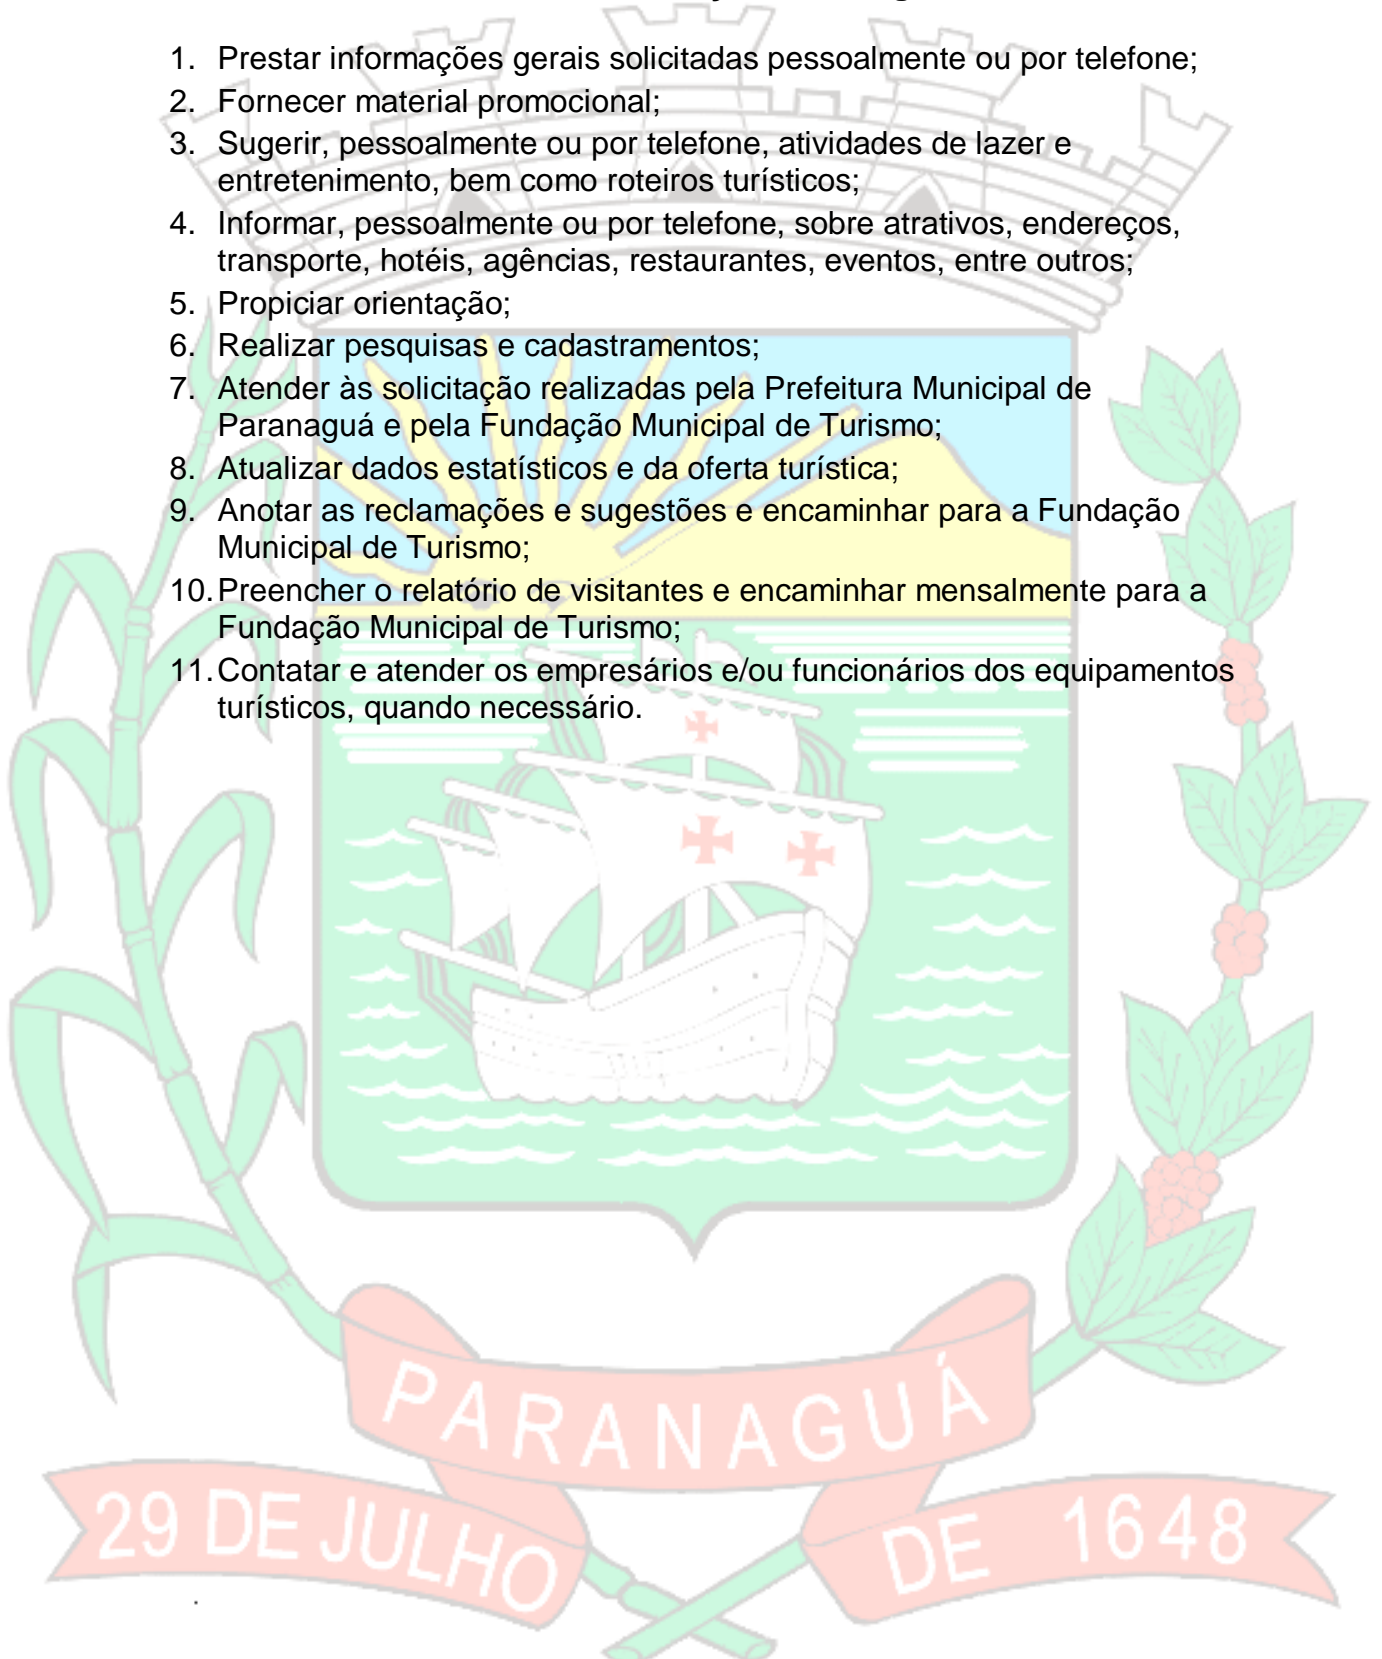 1. Prestar informações gerais solicitadas pessoalmente ou por telefone;
2. Fornecer material promocional;
3. Sugerir, pessoalmente ou por telefone, atividades de lazer e
entretenimento, bem como roteiros turísticos;
4. Informar, pessoalmente ou por telefone, sobre atrativos, endereços,
transporte, hotéis, agências, restaurantes, eventos, entre outros;
5. Propiciar orientação;
6. Realizar pesquisas e cadastramentos;
7. Atender às solicitação realizadas pela Prefeitura Municipal de
Paranaguá e pela Fundação Municipal de Turismo;
8. Atualizar dados estatísticos e da oferta turística;
9. Anotar as reclamações e sugestões e encaminhar para a Fundação
Municipal de Turismo;
10. Preencher o relatório de visitantes e encaminhar mensalmente para a
Fundação Municipal de Turismo;
11. Contatar e atender os empresários e/ou funcionários dos equipamentos
turísticos, quando necessário.
PARANAGUÁ
29 DE JULHO DE 1648
.